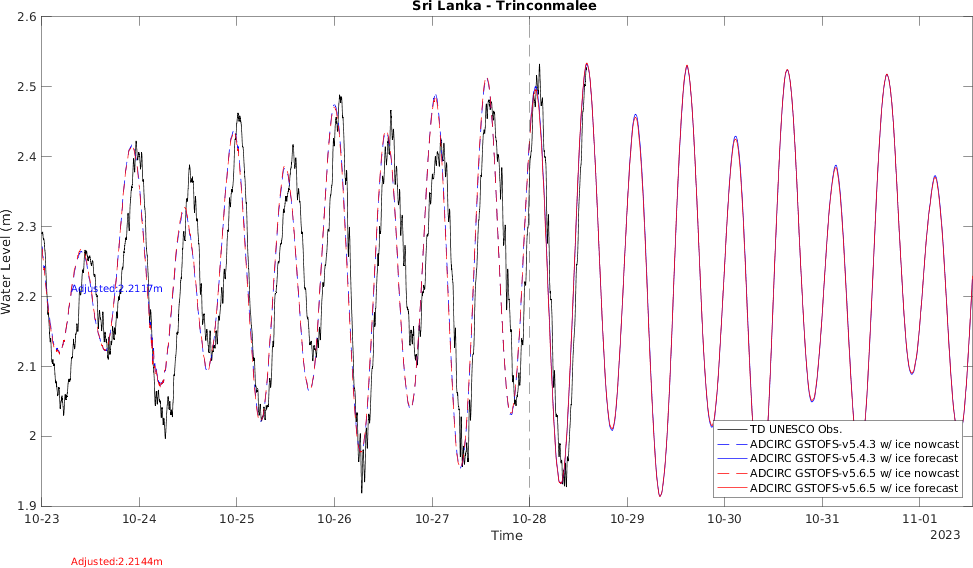 Sri Lanka - Trinconmalee
2.6
2.5
2.4
2.3
2.2
2.1
2
1.9
Water Level (m)
Adjusted:2.2117m
TD UNESCO Obs.
ADCIRC GSTOFS-v5.4.3 w/ ice nowcast
ADCIRC GSTOFS-v5.4.3 w/ ice forecast
ADCIRC GSTOFS-v5.6.5 w/ ice nowcast
ADCIRC GSTOFS-v5.6.5 w/ ice forecast
10-23 10-24 10-25 10-26 10-27 10-28 10-29 10-30 10-31 11-01
2023
Time
Adjusted:2.2144m